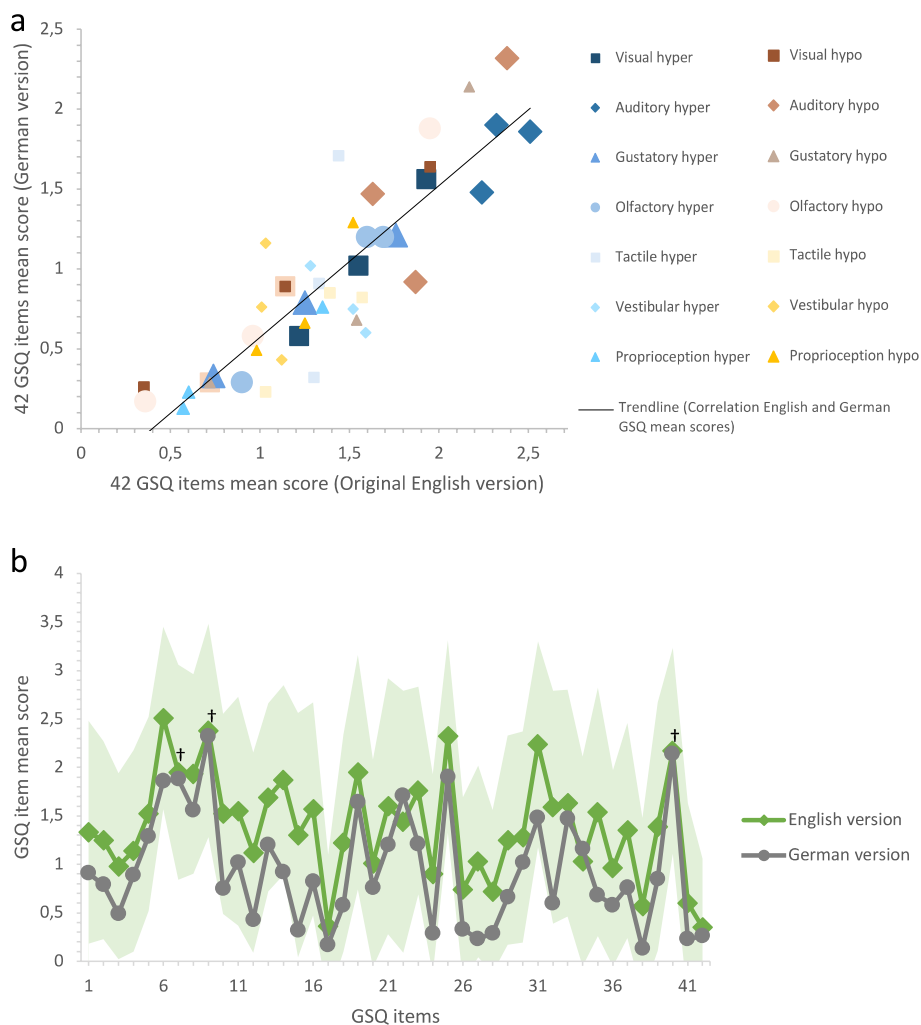 a
42 GSQ items mean score (German version)
2,5
2
1,5
1
0,5
0
0 0,5 1 1,5 2 2,5
42 GSQ items mean score (Original English version)
Visual hyper Visual hypo
Auditory hyper Auditory hypo
Gustatory hyper Gustatory hypo
Olfactory hyper Olfactory hypo
Tactile hyper Tactile hypo
Vestibular hyper Vestibular hypo
Proprioception hyper Proprioception hypo
Trendline (Correlation English and German
GSQ mean scores)
b
GSQ item mean score
4
3,5
3
2,5
2
1,5
1
0,5
0
†
†
†
1 6 11 16 21 26 31 36 41
GSQ items
English version
German version